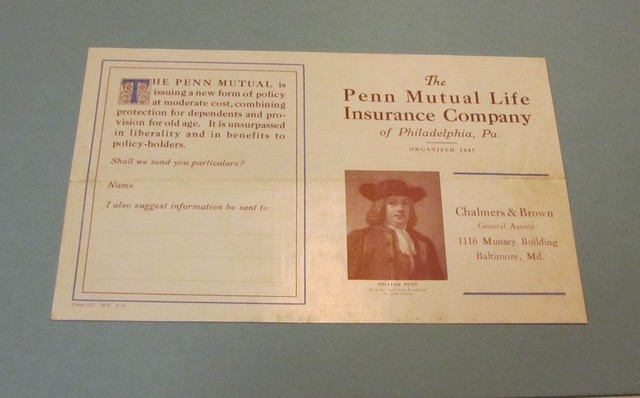 THE PENN MUTUAL is
issuing a new form of policy
at moderate cost, combining
protection for dependents and pro-
vision for old age. It is unsurpassed
in liberality and in benefits to
policy-holders.
Shall we send you particulars?
Name
I also suggest information be sent to
The
Penn Mutual Life
Insurance Company
of Philadelphia, Pa.
ORGANIZED 1847
WILLIAM PENN
Chalmers & Brown
General Agents
1116 Munsey Building
Baltimore, Md.